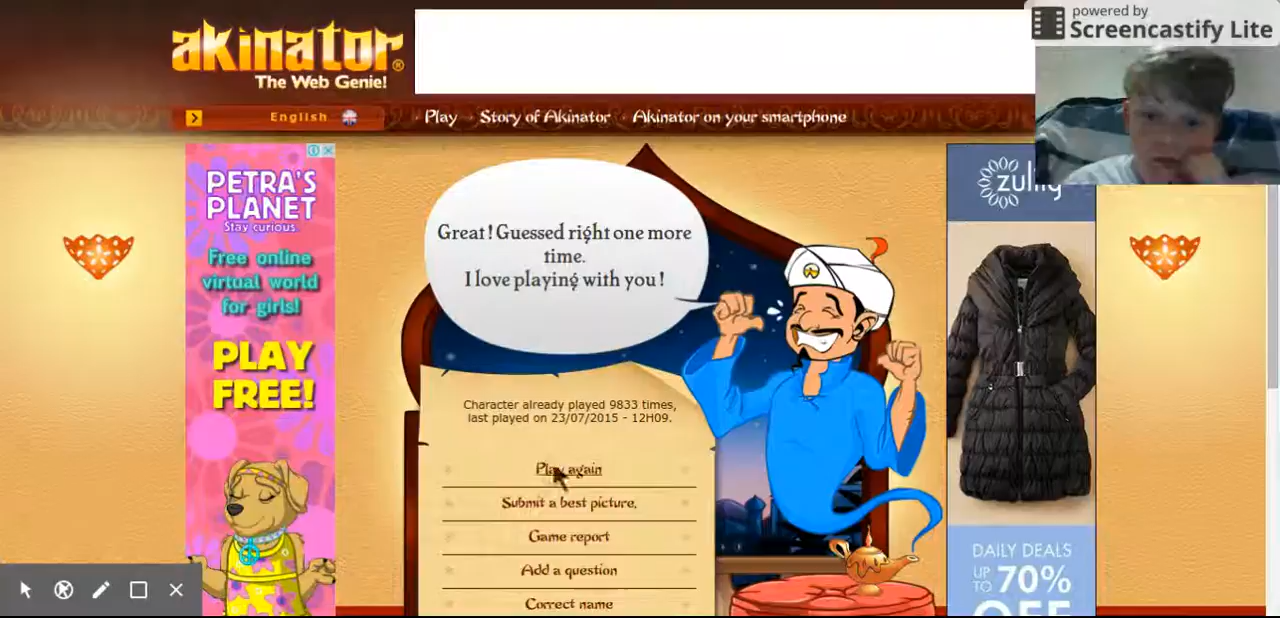 powered by
Screencastify Lite
akinator®
The Web Genie!
English
Play
Story of Akinator
Akinator on your smartphone
PETRA'S
PLANET
Stay curious
Free online
virtual world
for girls!
PLAY
FREE!
Great! Guessed right one more
time.
I love playing with you!
Character already played 9833 times,
last played on 23/07/2015 - 12H09.
Play again
Submit a best picture.
Game report
Add a question
Correct name
zulily
DAILY DEALS
UP TO 70%
OFF